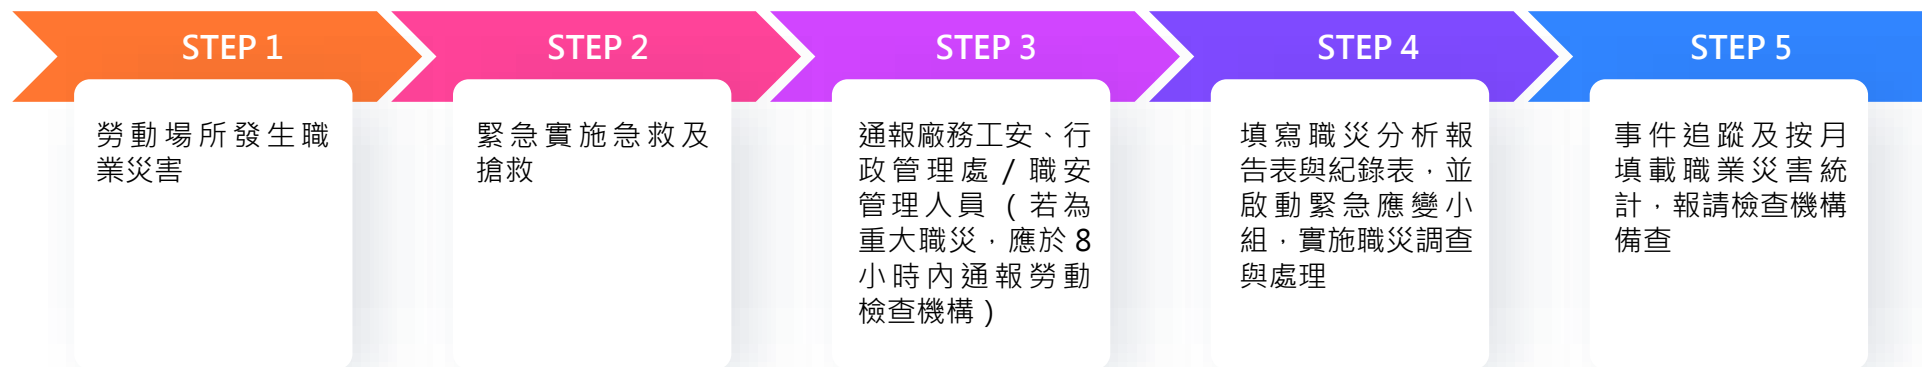 STEP 1
勞動場所發生職
業災害
STEP 2
緊急實施急救及
搶救
STEP 3
通報廠務工安、行
政管理處 / 職安
管理人員 ( 若為
重大職災，應於 8
小時內通報勞動
檢查機構 )
STEP 4
填寫職災分析報
告表與紀錄表，並
啟動緊急應變小
組，實施職災調查
與處理
STEP 5
事件追蹤及按月
填載職業災害統
計，報請檢查機構
備查